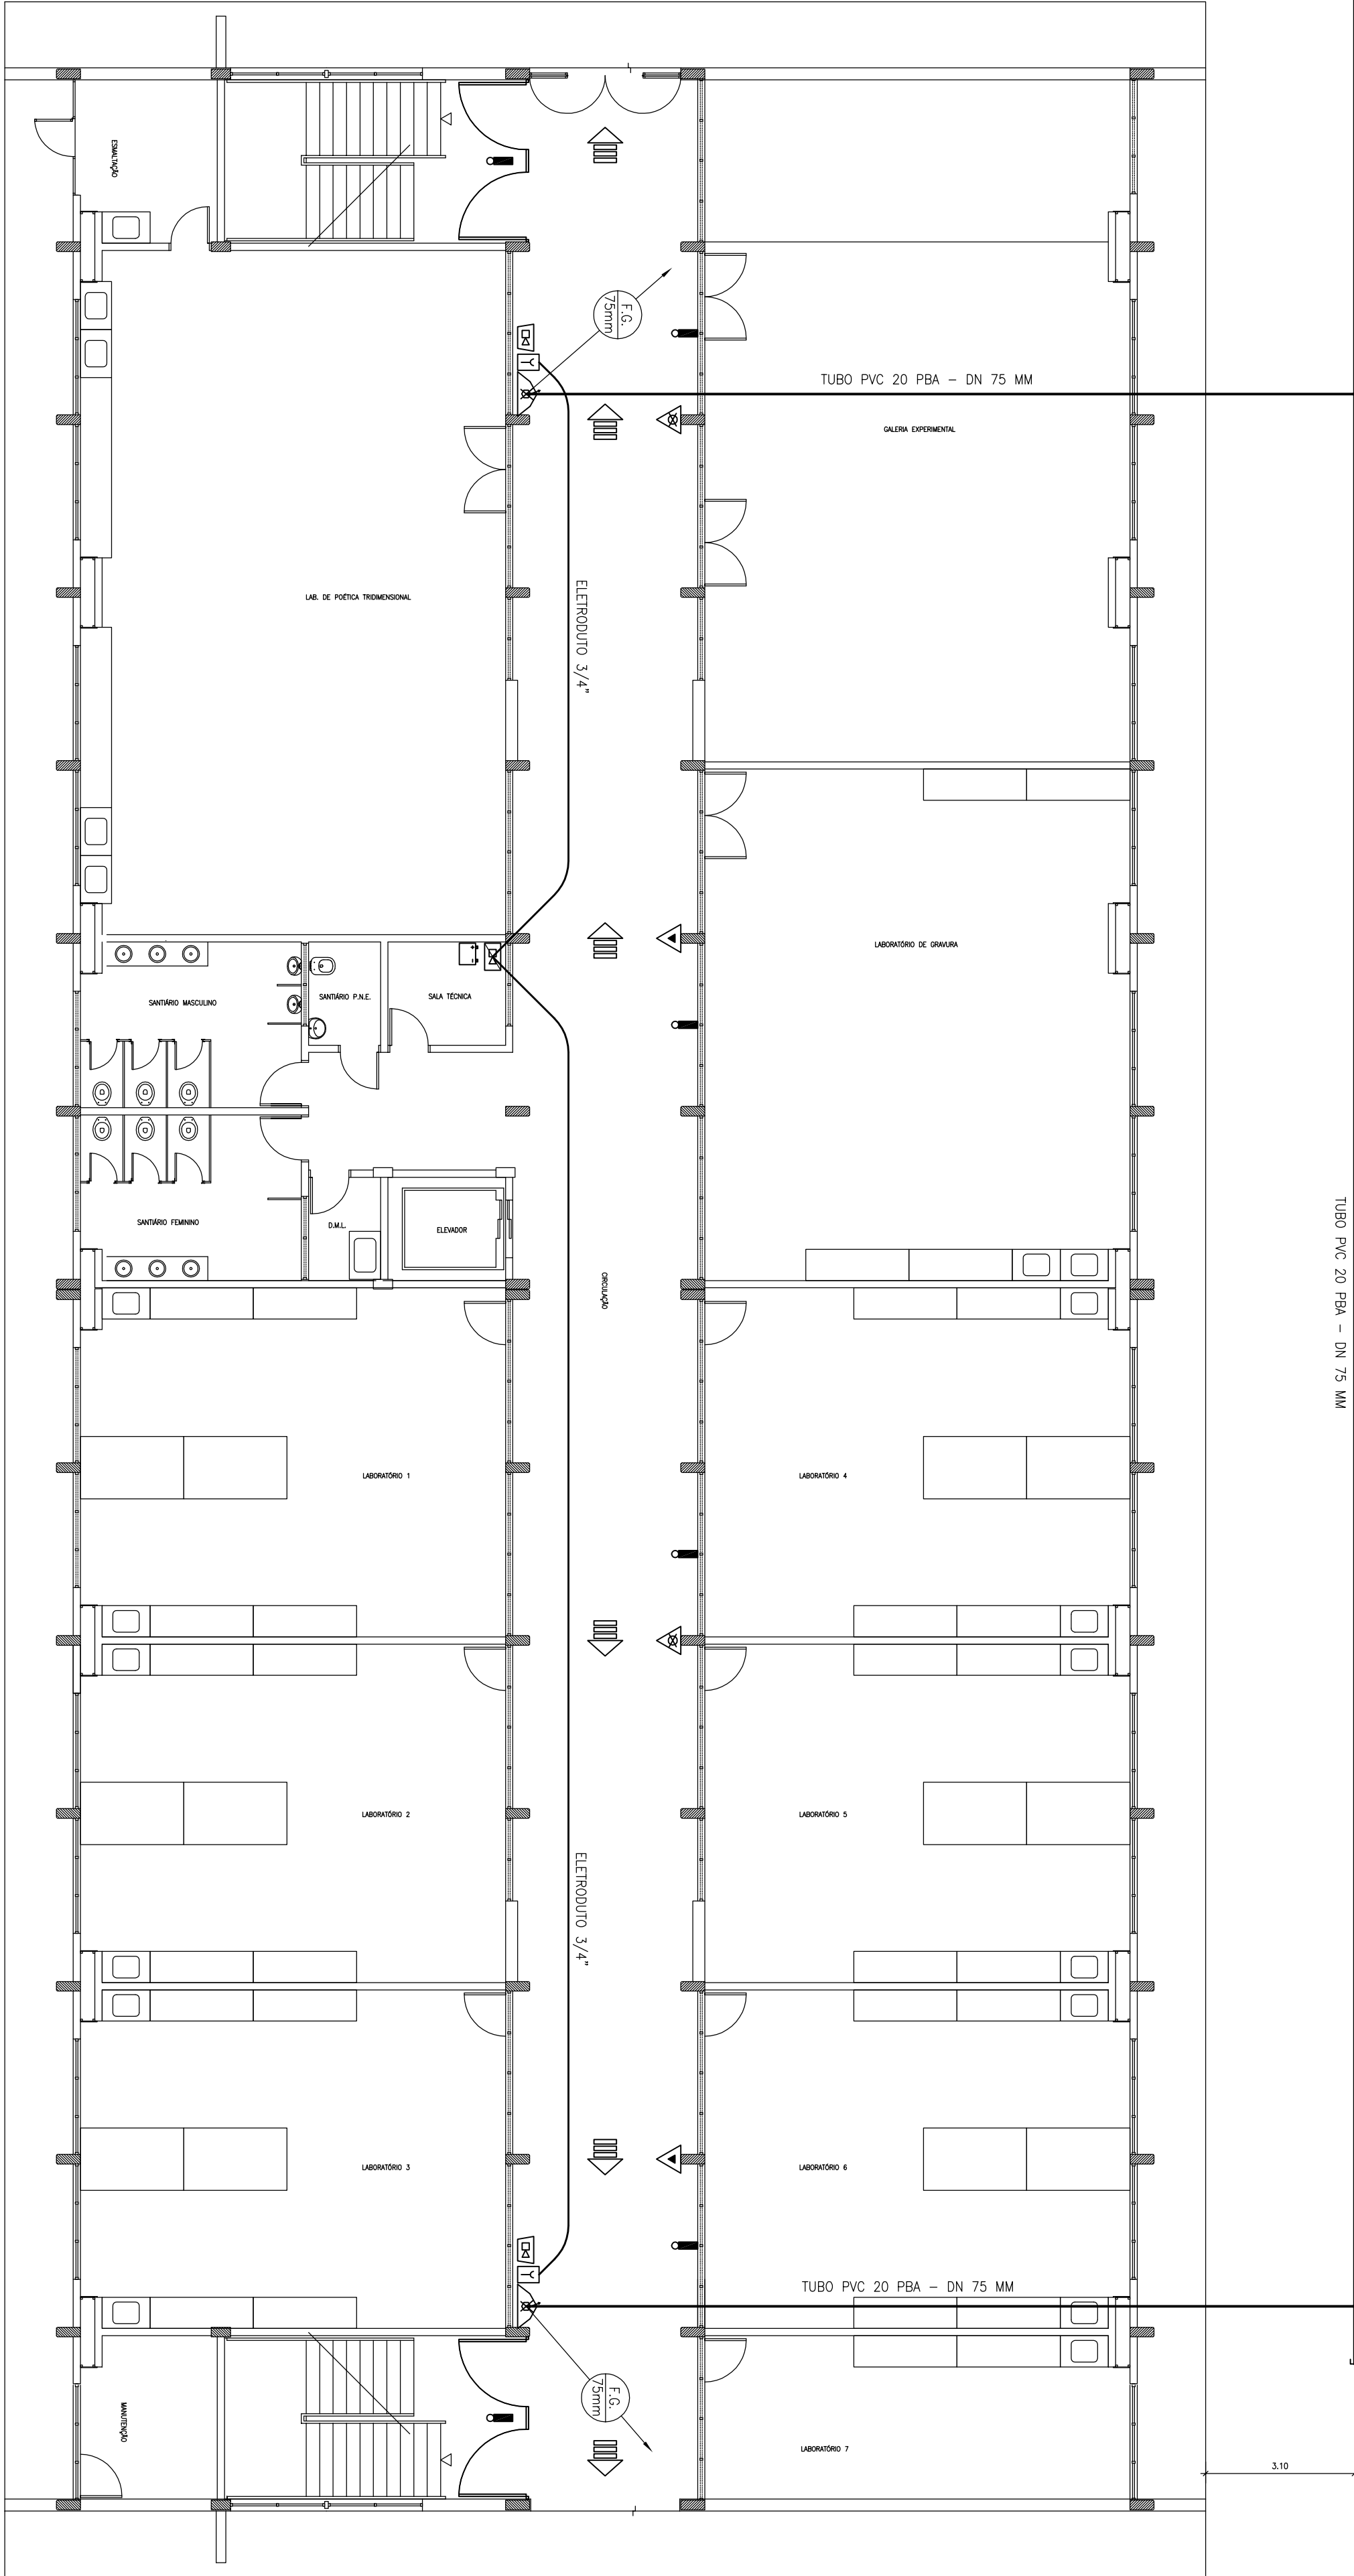 ESMALTAÇÃO
F.G.
75mm
TUBO PVC 20 PBA - DN 75 MM
GALERIA EXPERIMENTAL
LAB. DE POÉTICA TRIDIMENSIONAL
ELETRODUTO 3/4"
LABORATÓRIO DE GRAVURA
SANTIÁRIO MASCULINO
SANTIÁRIO P.N.E.
SALA TÉCNICA
SANTIÁRIO FEMININO
D.M.L.
ELEVADOR
CIRCULAÇÃO
TUBO PVC 20 PBA - DN 75 MM
LABORATÓRIO 1
LABORATÓRIO 4
LABORATÓRIO 2
LABORATÓRIO 5
ELETRODUTO 3/4"
LABORATÓRIO 3
LABORATÓRIO 6
TUBO PVC 20 PBA - DN 75 MM
F.G.
75mm
MANUTENÇÃO
LABORATÓRIO 7
3.10